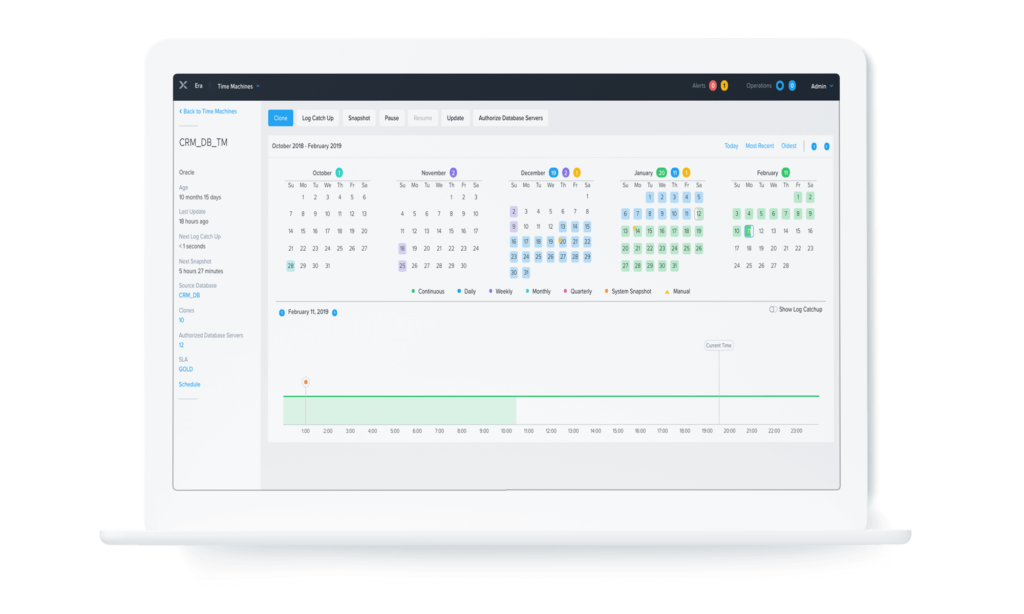 Era
Time Machines
Alerts 0 1
Operations 0
Admin
Back to Time Machines
CRM_DB_TM
Oracle
Age
10 months 15 days
Last Update
18 hours ago
Next Log Catch Up
< 1 seconds
Next Snapshot
5 hours 27 minutes
Source Database
CRM_DB
Clones
10
Authorized Database Servers
12
SLA
GOLD
Schedule
Clone Log Catch Up Snapshot Pause Resume Update Authorize Database Servers
October 2018 - February 2019
Today Most Recent Oldest
October 1
Su Mo Tu We Th Fr Sa
1 2 3 4 5 6
7 8 9 10 11 12 13
14 15 16 17 18 19 20
21 22 23 24 25 26 27
28 29 30 31
November 2
Su Mo Tu We Th Fr Sa
1 2 3
4 5 6 7 8 9 10
11 12 13 14 15 16 17
18 19 20 21 22 23 24
25 26 27 28 29 30
December 19 2 1
Su Mo Tu We Th Fr Sa
1
2 3 4 5 6 7 8
9 10 11 12 13 14 15
16 17 18 19 20 21 22
23 24 25 26 27 28 29
30 31
January 20 11 1
Su Mo Tu We Th Fr Sa
1 2 3 4 5
6 7 8 9 10 11 12
13 14 15 16 17 18 19
20 21 22 23 24 25 26
27 28 29 30 31
February 11
Su Mo Tu We Th Fr Sa
1 2
3 4 5 6 7 8 9
10 11 12 13 14 15 16
17 18 19 20 21 22 23
24 25 26 27 28
Continuous Daily Weekly Monthly Quarterly System Snapshot Manual
February 11, 2019
Show Log Catchup
Current Time
1:00 2:00 3:00 4:00 5:00 6:00 7:00 8:00 9:00 10:00 11:00 12:00 13:00 14:00 15:00 16:00 17:00 18:00 19:00 20:00 21:00 22:00 23:00